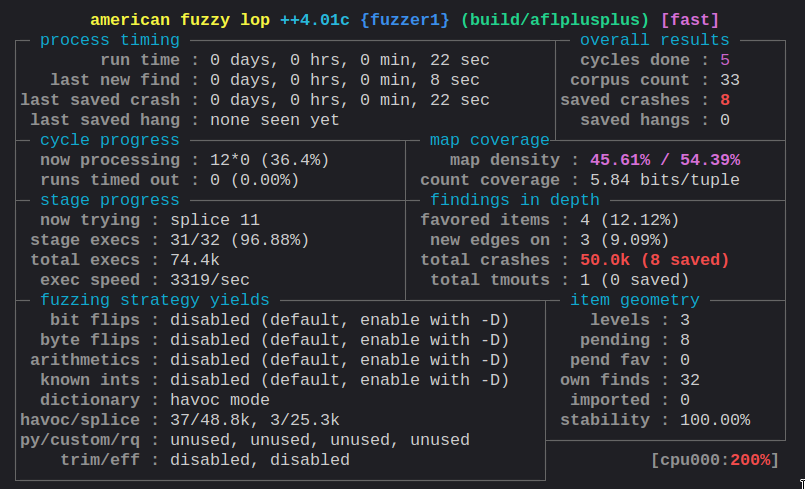 american fuzzy lop ++4.01c {fuzzer1} (build/aflplusplus) [fast]
process timing overall results
run time : 0 days, 0 hrs, 0 min, 22 sec cycles done : 5
last new find : 0 days, 0 hrs, 0 min, 8 sec corpus count : 33
last saved crash : 0 days, 0 hrs, 0 min, 22 sec saved crashes : 8
last saved hang : none seen yet saved hangs : 0
cycle progress map coverage
now processing : 12*0 (36.4%) map density : 45.61% / 54.39%
runs timed out : 0 (0.00%) count coverage : 5.84 bits/tuple
stage progress findings in depth
now trying : splice 11 favored items : 4 (12.12%)
stage execs : 31/32 (96.88%) new edges on : 3 (9.09%)
total execs : 74.4k total crashes : 50.0k (8 saved)
exec speed : 3319/sec total tmouts : 1 (0 saved)
fuzzing strategy yields item geometry
bit flips : disabled (default, enable with -D) levels : 3
byte flips : disabled (default, enable with -D) pending : 8
arithmetics : disabled (default, enable with -D) pend fav : 0
known ints : disabled (default, enable with -D) own finds : 32
dictionary : havoc mode imported : 0
havoc/splice : 37/48.8k, 3/25.3k stability : 100.00%
py/custom/rq : unused, unused, unused, unused
trim/eff : disabled, disabled [cpu000:200%]